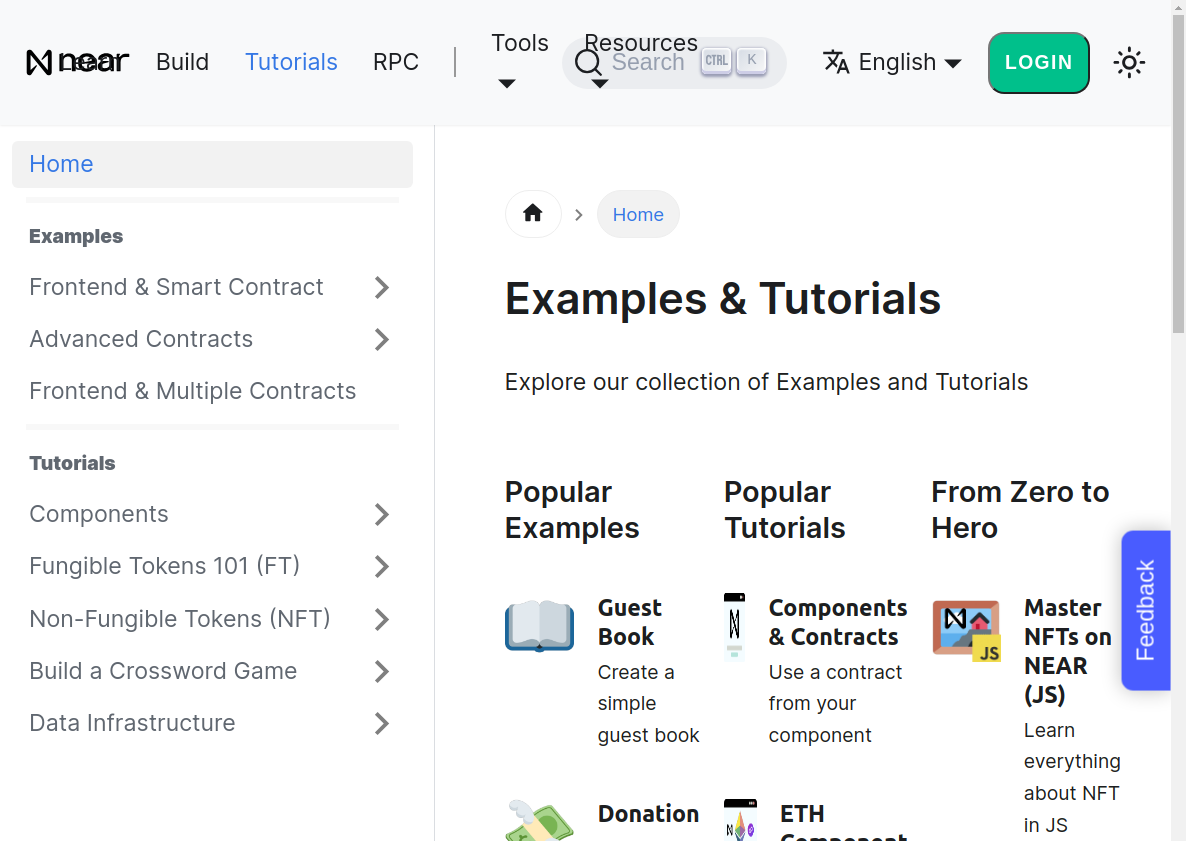 near
Learn
Build
Tutorials
RPC
Tools
Resources
Search
CTRL
K
English
LOGIN
Home
Examples
Frontend & Smart Contract
Advanced Contracts
Frontend & Multiple Contracts
Tutorials
Components
Fungible Tokens 101 (FT)
Non-Fungible Tokens (NFT)
Build a Crossword Game
Data Infrastructure
Home
Examples & Tutorials
Explore our collection of Examples and Tutorials
Popular
Examples
Guest
Book
Create a
simple
guest book
Donation
Popular
Tutorials
Components
& Contracts
Use a contract
from your
component
ETH
Component
From Zero to
Hero
JS
Master
NFTs on
NEAR
(JS)
Learn
everything
about NFT
in JS
Feedback